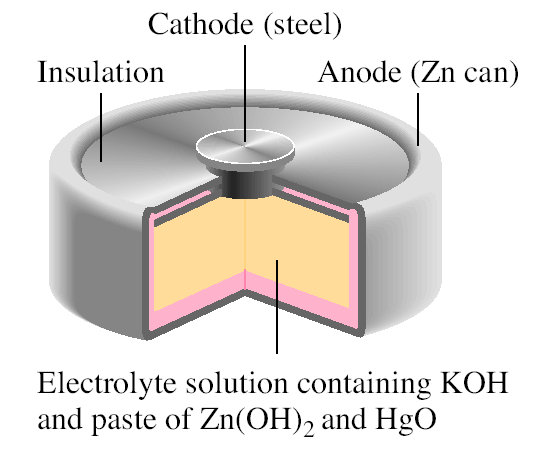 Cathode (steel)
Insulation
Anode (Zn can)
Electrolyte solution containing KOH
and paste of Zn(OH)₂ and HgO